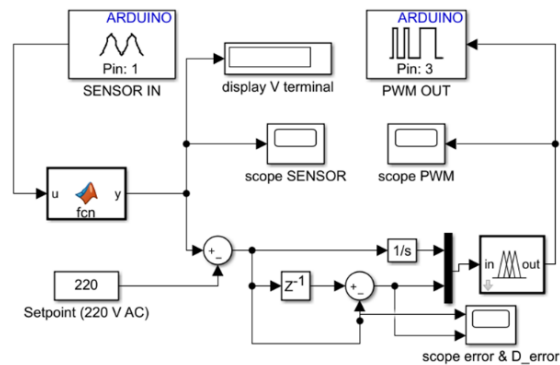 ARDUINO
Pin: 1
SENSOR IN
display V terminal
ARDUINO
Pin: 3
PWM OUT
scope SENSOR
scope PWM
u
y
fcn
+
−
220
Setpoint (220 V AC)
1/s
Z-1
+
−
in
out
scope error & D_error